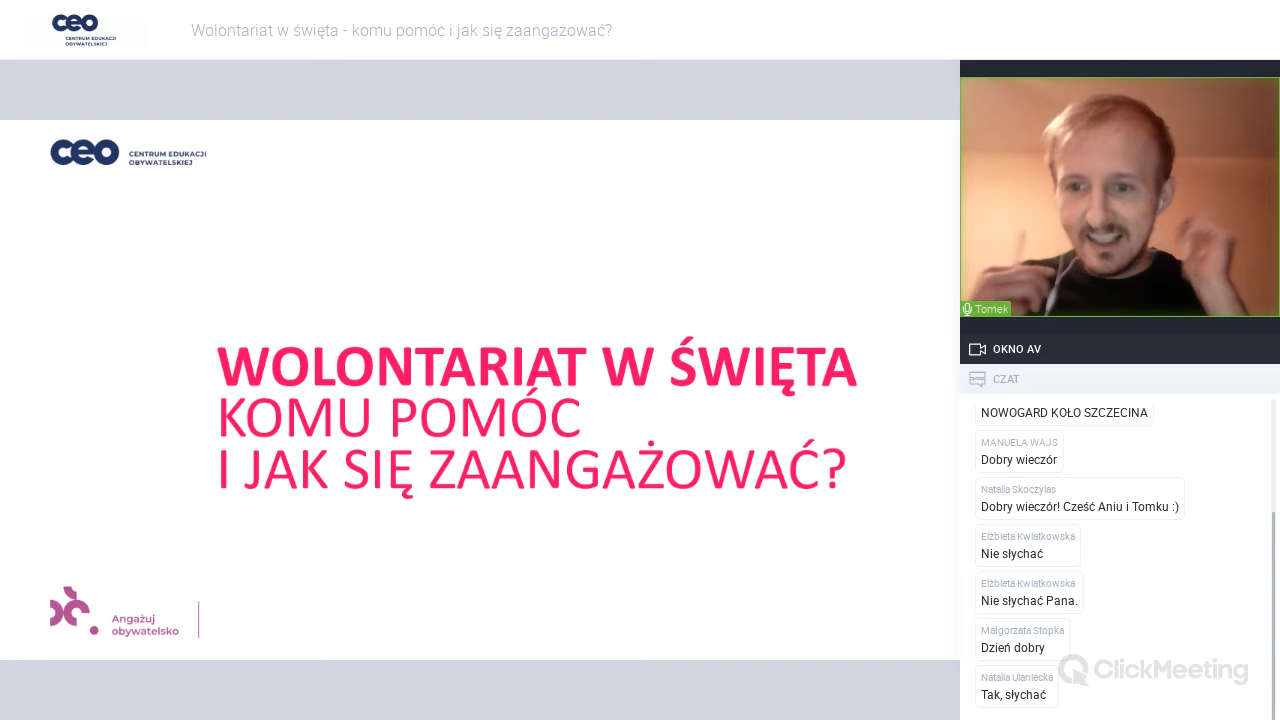 ceo
CENTRUM EDUKACJI
OBYWATELSKIEJ
Wolontariat w święta - komu pomóc i jak się zaangażować?
ceo
CENTRUM EDUKACJI
OBYWATELSKIEJ
WOLONTARIAT W ŚWIĘTA
KOMU POMÓC
I JAK SIĘ ZAANGAŻOWAĆ?
Angażuj
obywatelsko
Tomek
OKNO AV
CZAT
NOWOGARD KOŁO SZCZECINA
MANUELA WAJS
Dobry wieczór
Natalia Skoczylas
Dobry wieczór! Cześć Aniu i Tomku :)
Elżbieta Kwiatkowska
Nie słychać
Elżbieta Kwiatkowska
Nie słychać Pana.
Małgorzata Stopka
Dzień dobry
Natalia Ulaniecka
Tak, słychać
ClickMeeting